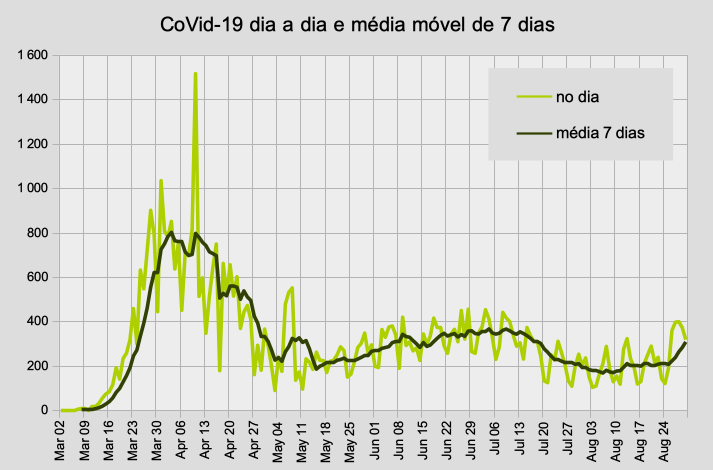 CoVid-19 dia a dia e média móvel de 7 dias
1 600
1 400
1 200
1 000
800
600
400
200
0
no dia
média 7 dias
Mar 02
Mar 09
Mar 16
Mar 23
Mar 30
Apr 06
Apr 13
Apr 20
Apr 27
May 04
May 11
May 18
May 25
Jun 01
Jun 08
Jun 15
Jun 22
Jun 29
Jul 06
Jul 13
Jul 20
Jul 27
Aug 03
Aug 10
Aug 17
Aug 24